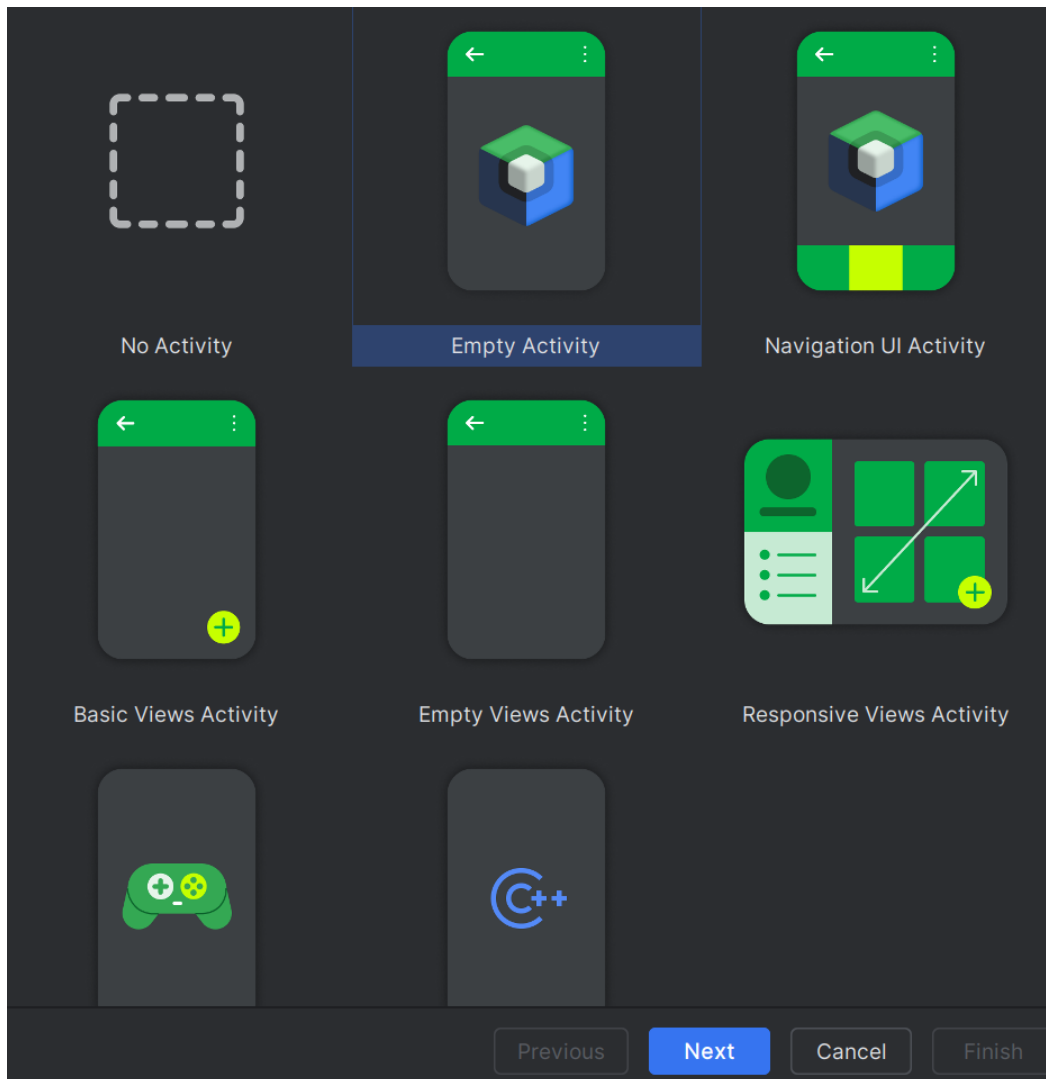 No Activity
Empty Activity
Navigation UI Activity
Basic Views Activity
Empty Views Activity
Responsive Views Activity
C++
Previous
Next
Cancel
Finish